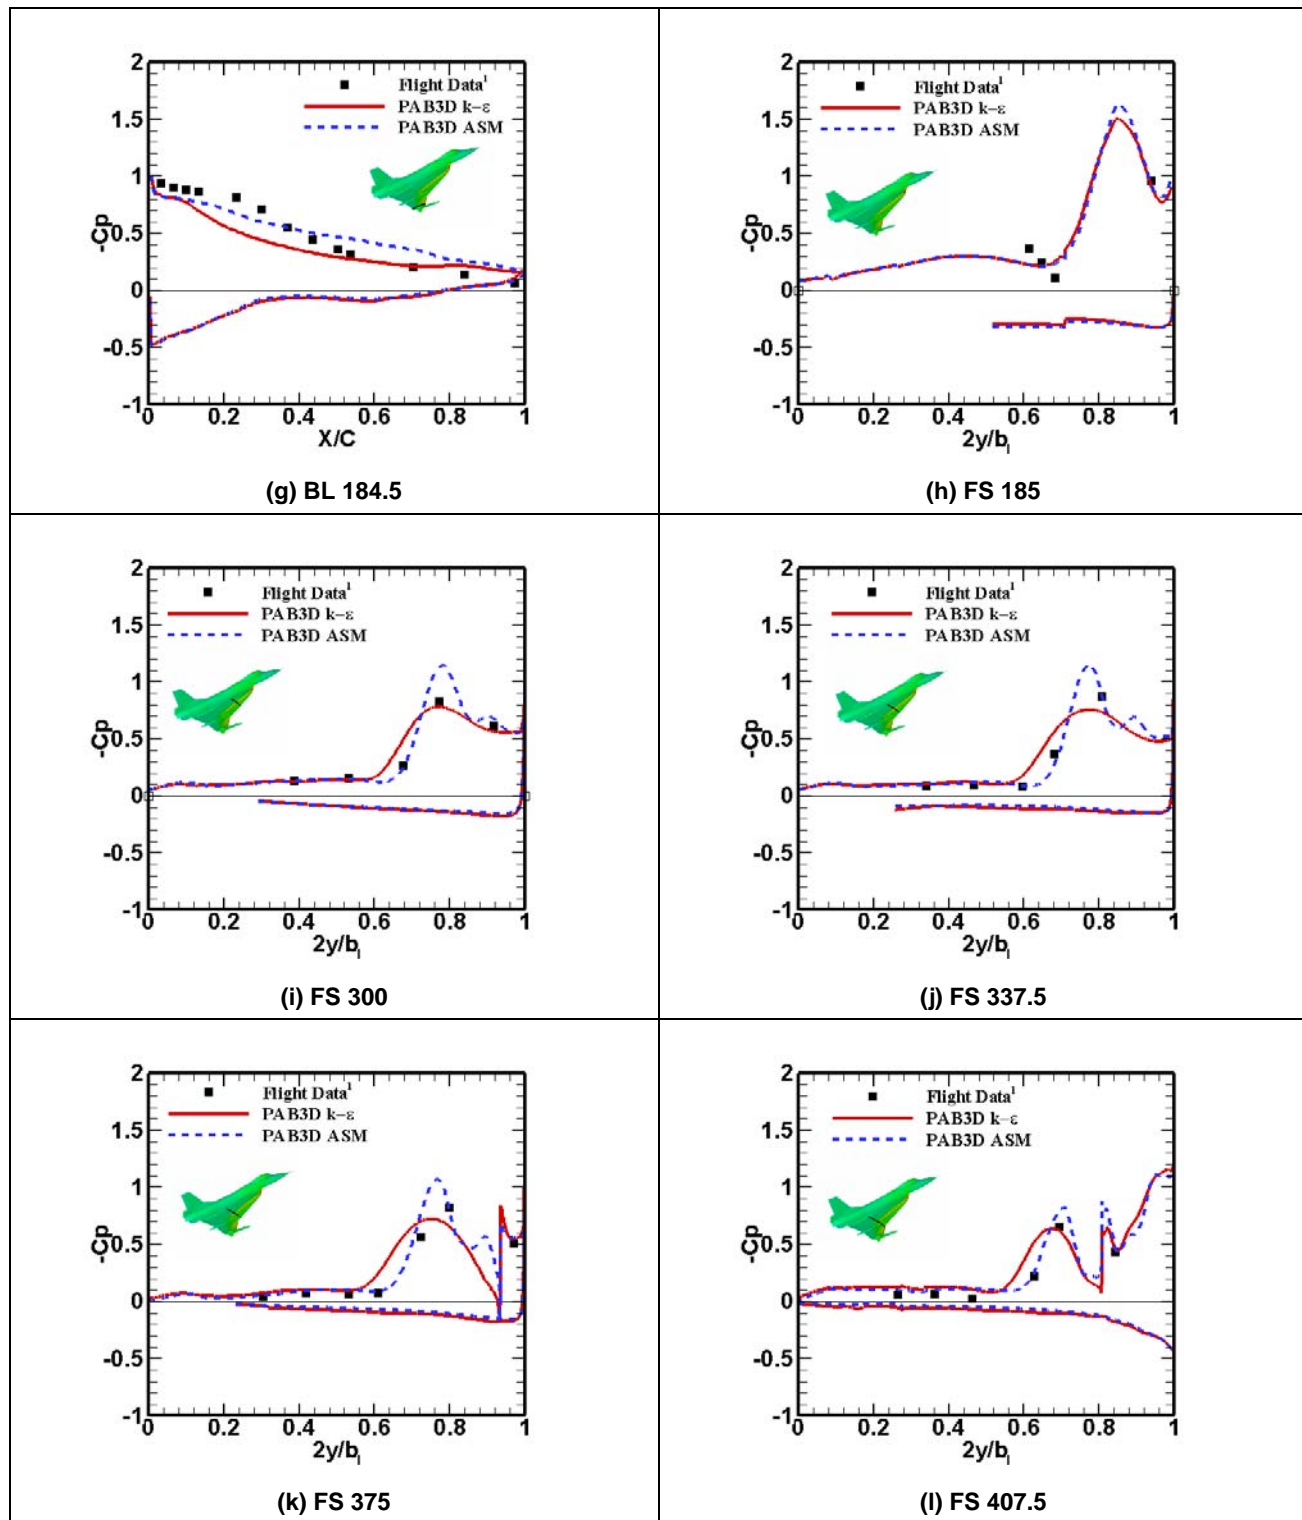 2
1.5
1
0.5
0
-0.5
-1
-Cp
Flight Data¹
PAB3D k-ε
PAB3D ASM
0 0.2 0.4 0.6 0.8 1
X/C
(g) BL 184.5
2
1.5
1
0.5
0
-0.5
-1
-Cp
Flight Data¹
PAB3D k-ε
PAB3D ASM
0 0.2 0.4 0.6 0.8 1
2y/bₗ
(h) FS 185
2
1.5
1
0.5
0
-0.5
-1
-Cp
Flight Data¹
PAB3D k-ε
PAB3D ASM
0 0.2 0.4 0.6 0.8 1
2y/bₗ
(i) FS 300
2
1.5
1
0.5
0
-0.5
-1
-Cp
Flight Data¹
PAB3D k-ε
PAB3D ASM
0 0.2 0.4 0.6 0.8 1
2y/bₗ
(j) FS 337.5
2
1.5
1
0.5
0
-0.5
-1
-Cp
Flight Data¹
PAB3D k-ε
PAB3D ASM
0 0.2 0.4 0.6 0.8 1
2y/bₗ
(k) FS 375
2
1.5
1
0.5
0
-0.5
-1
-Cp
Flight Data¹
PAB3D k-ε
PAB3D ASM
0 0.2 0.4 0.6 0.8 1
2y/bₗ
(l) FS 407.5